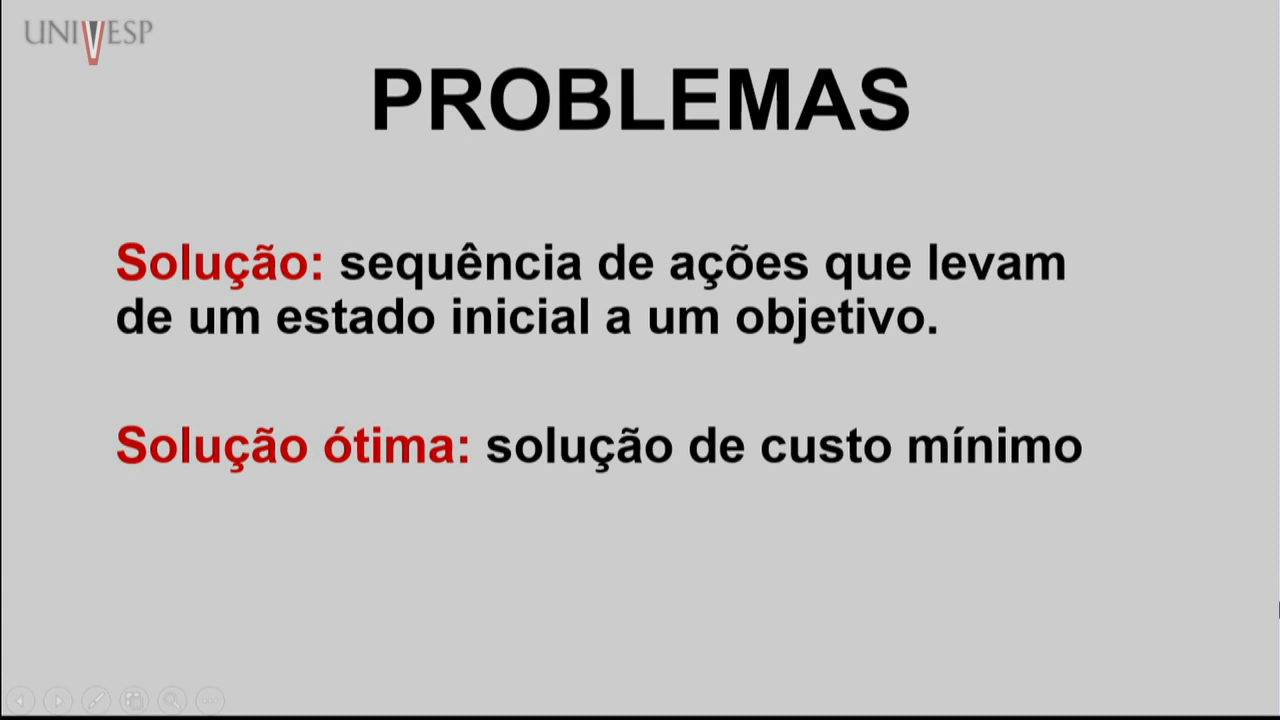 UNIVESP
PROBLEMAS
Solução: sequência de ações que levam
de um estado inicial a um objetivo.
Solução ótima: solução de custo mínimo